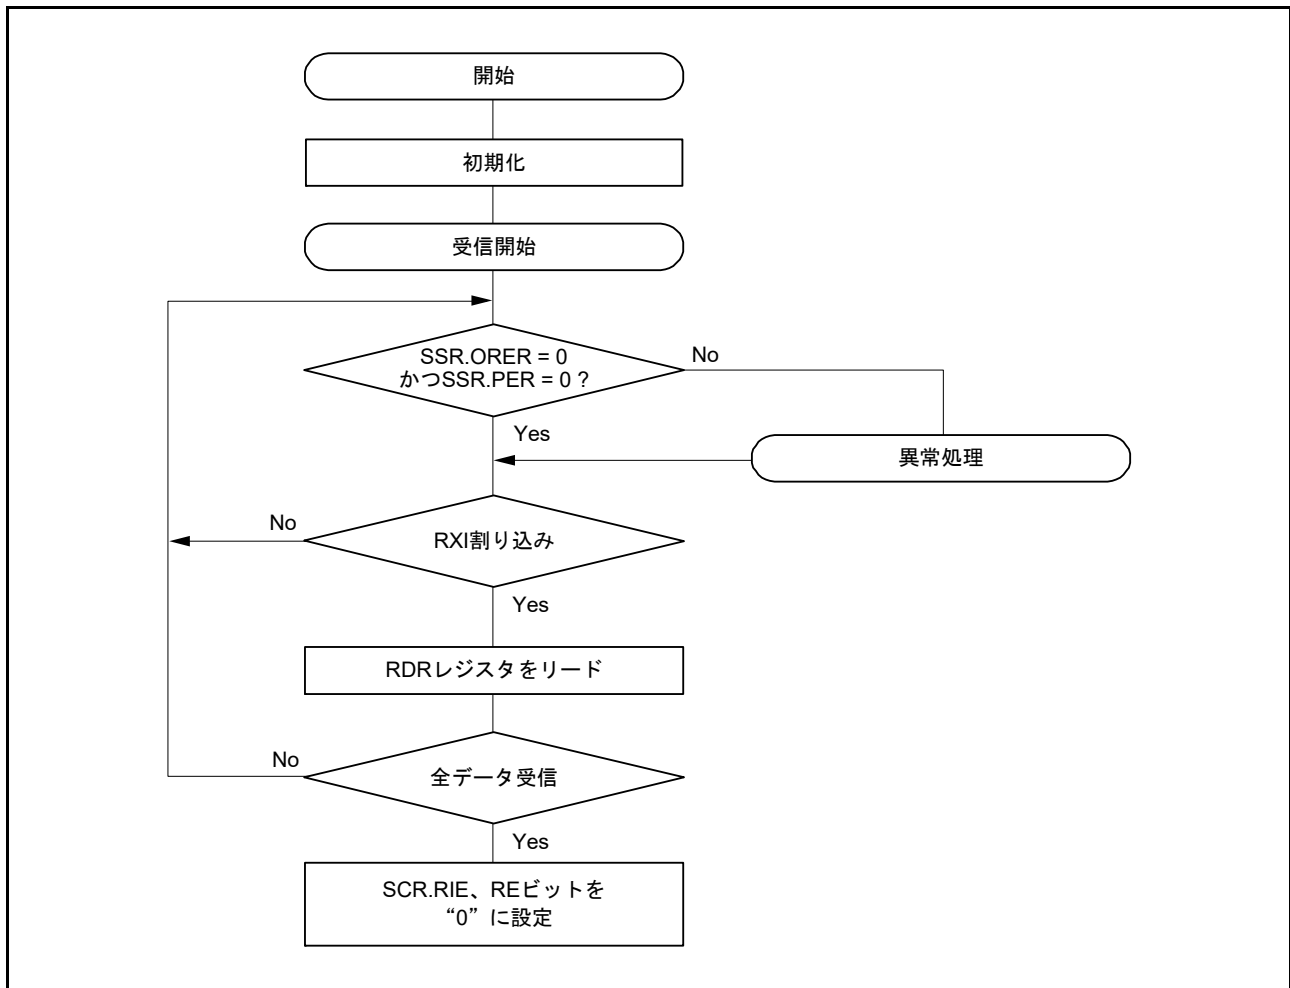 開始
初期化
受信開始
SSR.ORER = 0
かつSSR.PER = 0 ?
No
Yes
異常処理
No
RXI割り込み
Yes
RDRレジスタをリード
No
全データ受信
Yes
SCR.RIE、REビットを
“0”に設定